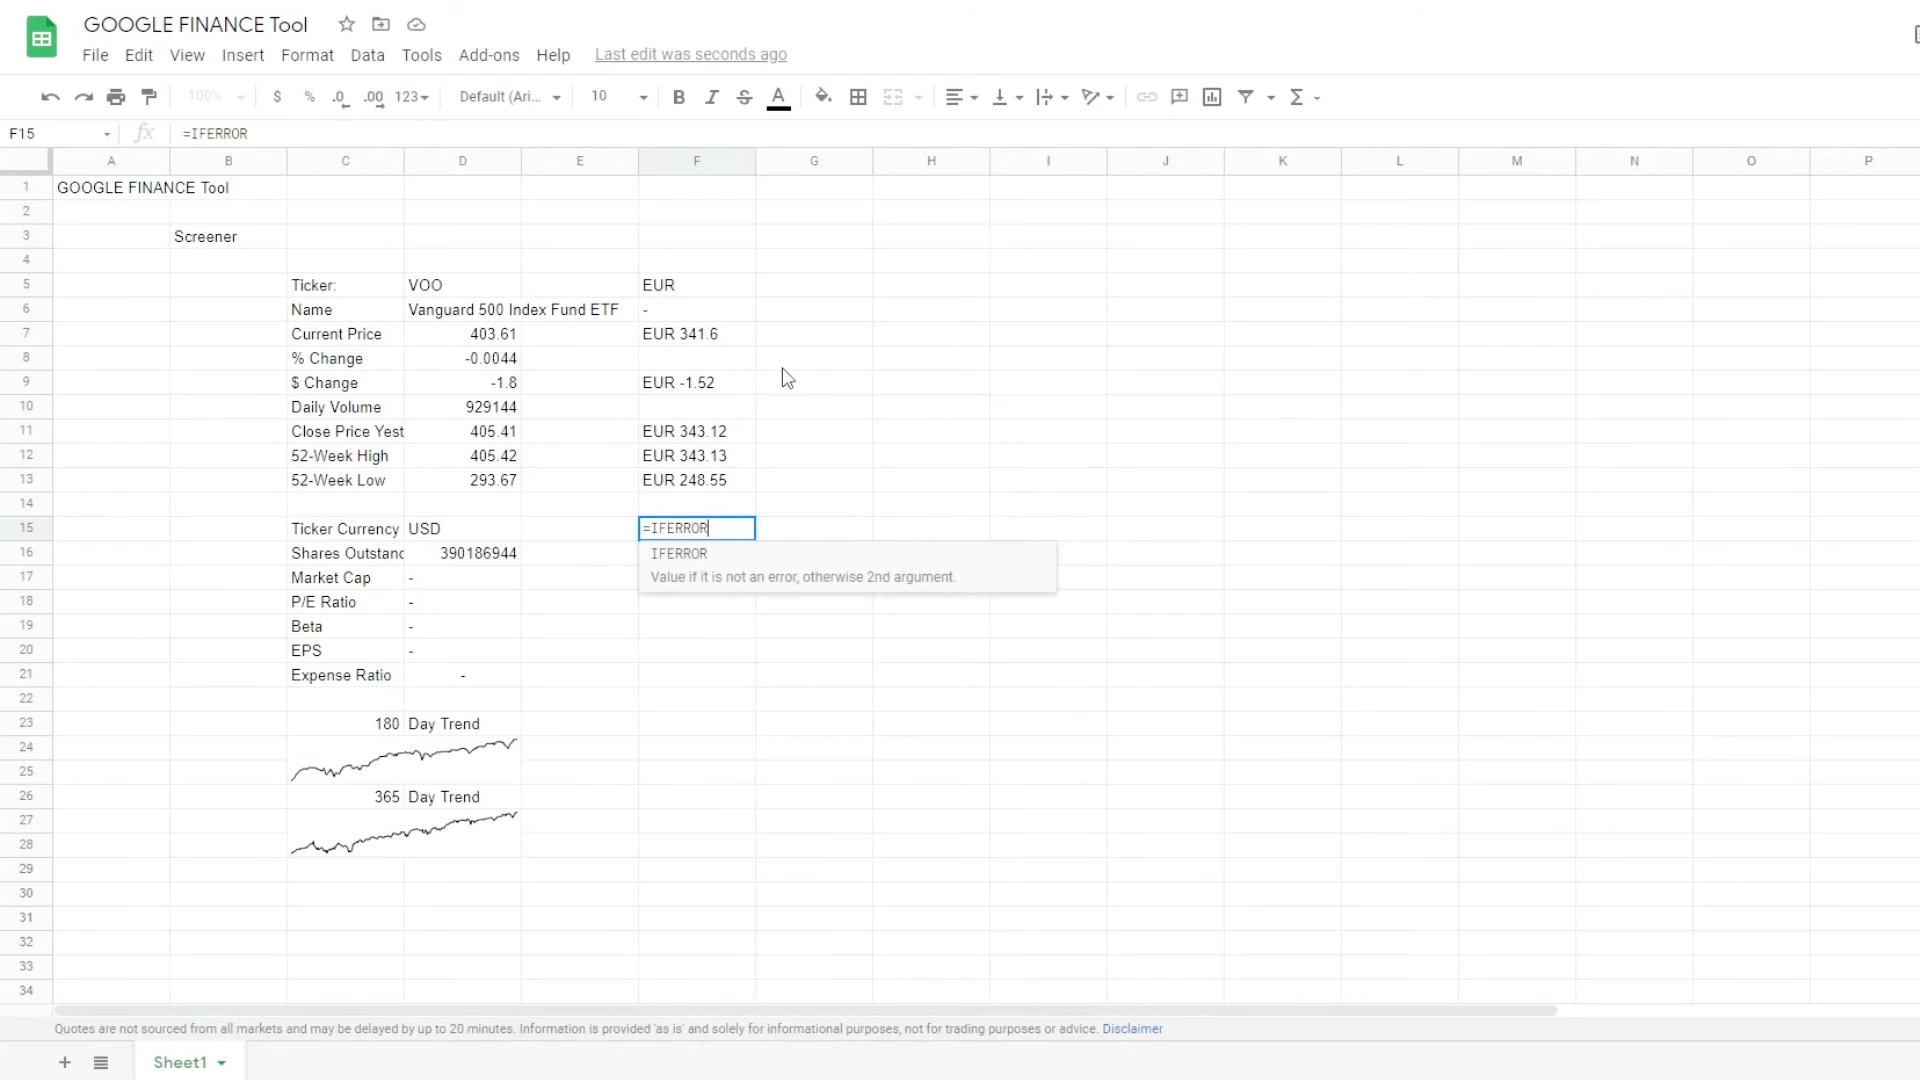 GOOGLE FINANCE Tool
File Edit View Insert Format Data Tools Add-ons Help Last edit was seconds ago
100% $ % .0 .00 123 Default (Ari... 10 B I S A Σ
F15 fx =IFERROR
A B C D E F G H I J K L M N O P
1 GOOGLE FINANCE Tool
2
3 Screener
4
5 Ticker: VOO EUR
6 Name Vanguard 500 Index Fund ETF -
7 Current Price 403.61 EUR 341.6
8 % Change -0.0044
9 $ Change -1.8 EUR -1.52
10 Daily Volume 929144
11 Close Price Yest 405.41 EUR 343.12
12 52-Week High 405.42 EUR 343.13
13 52-Week Low 293.67 EUR 248.55
14
15 Ticker Currency USD =IFERROR
16 Shares Outstanc 390186944 IFERROR
17 Market Cap - Value if it is not an error, otherwise 2nd argument.
18 P/E Ratio -
19 Beta -
20 EPS -
21 Expense Ratio -
22
23 180 Day Trend
24
25
26 365 Day Trend
27
28
29
30
31
32
33
34
Quotes are not sourced from all markets and may be delayed by up to 20 minutes. Information is provided 'as is' and solely for informational purposes, not for trading purposes or advice. Disclaimer
+ Sheet1